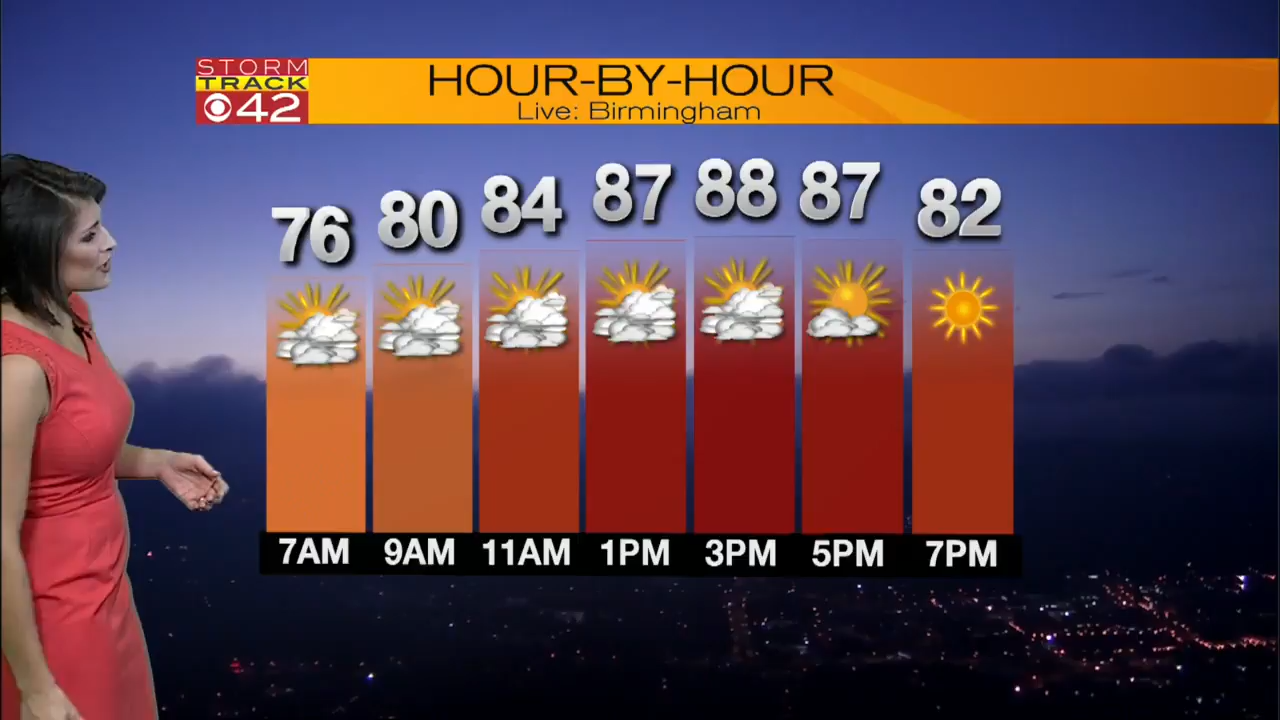 STORM
TRACK
42
HOUR-BY-HOUR
Live: Birmingham
76 80 84 87 88 87 82
7AM 9AM 11AM 1PM 3PM 5PM 7PM